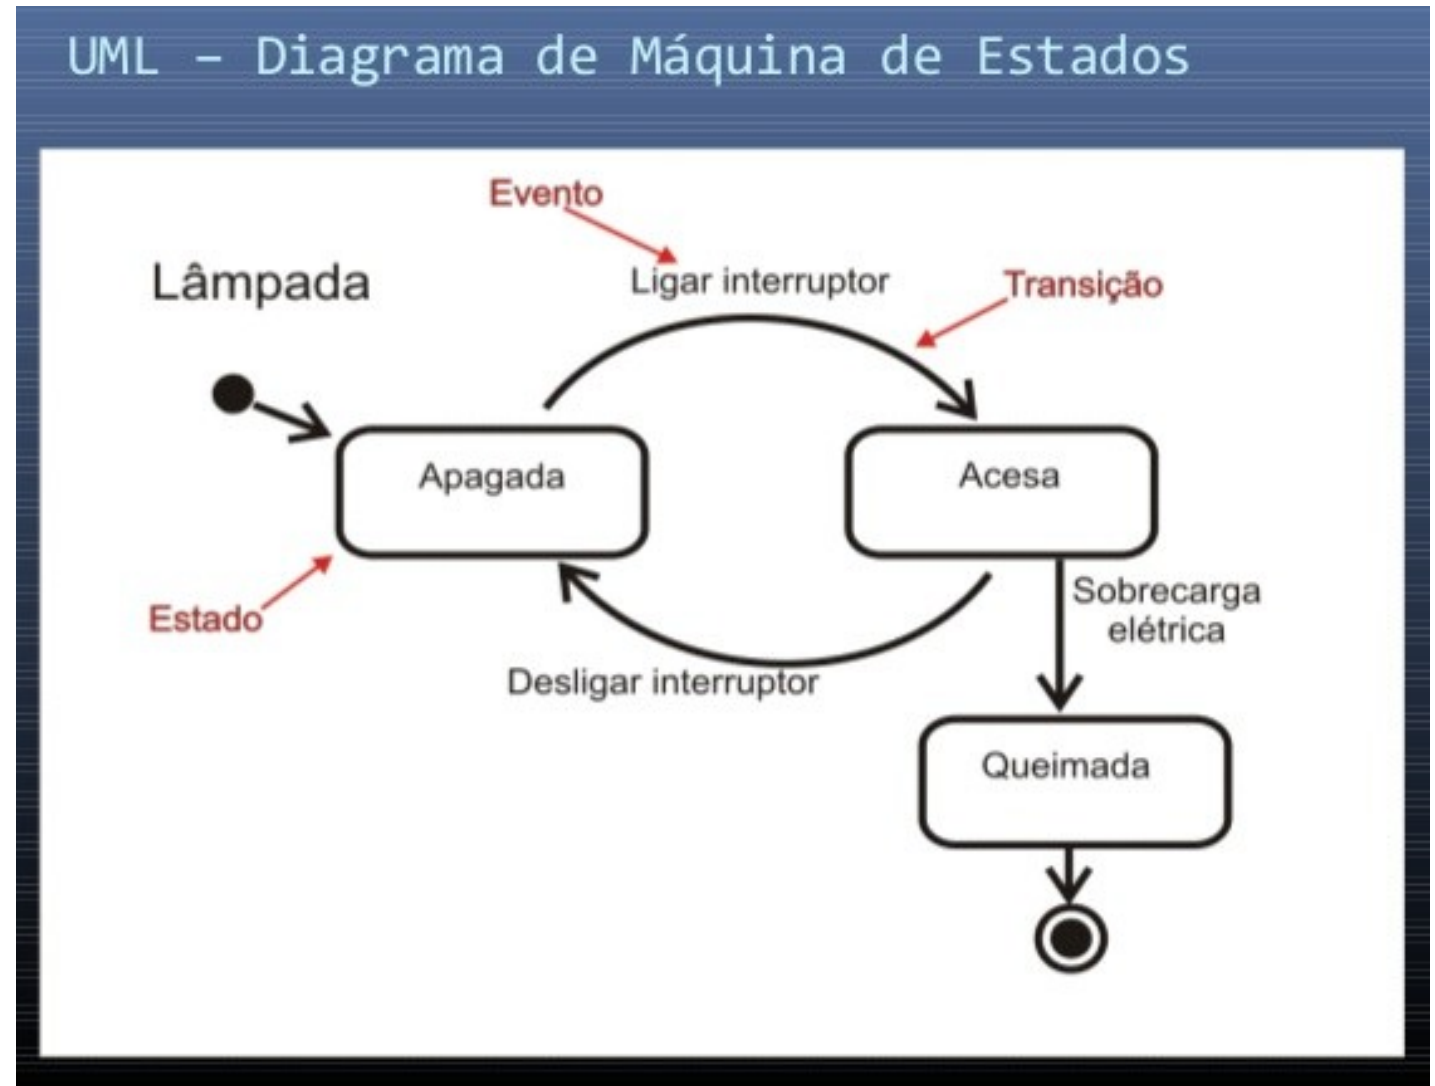 UML – Diagrama de Máquina de Estados
Evento
Lâmpada
Ligar interruptor
Transição
Apagada
Acesa
Estado
Sobrecarga
elétrica
Desligar interruptor
Queimada